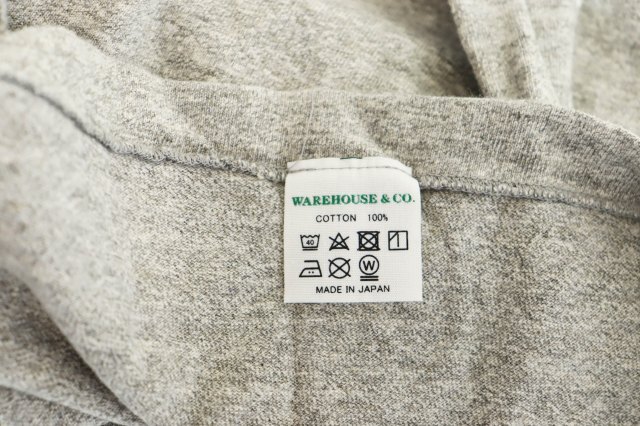 WAREHOUSE & CO.
COTTON 100%
40
W
MADE IN JAPAN